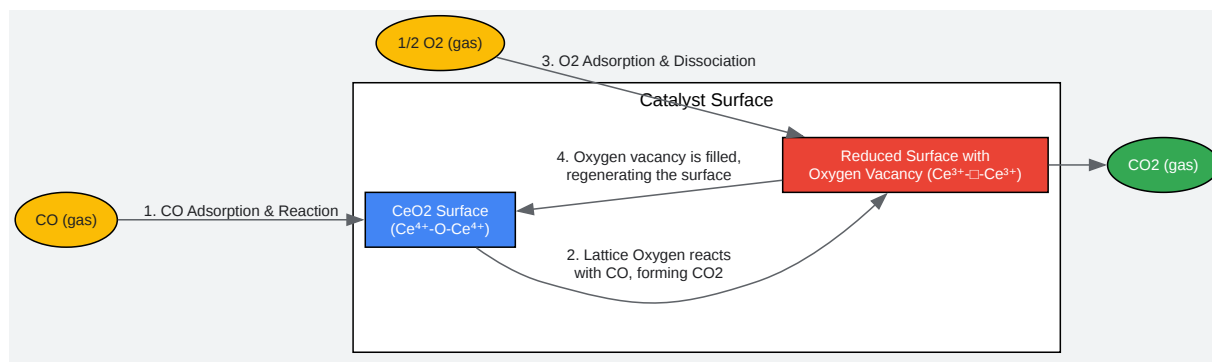 1/2 O2 (gas)
3. O2 Adsorption & Dissociation
Catalyst Surface
4. Oxygen vacancy is filled,
regenerating the surface
Reduced Surface with
Oxygen Vacancy (Ce³⁺-□-Ce³⁺)
CO2 (gas)
CO (gas)
1. CO Adsorption & Reaction
CeO2 Surface
(Ce⁴⁺-O-Ce⁴⁺)
2. Lattice Oxygen reacts
with CO, forming CO2